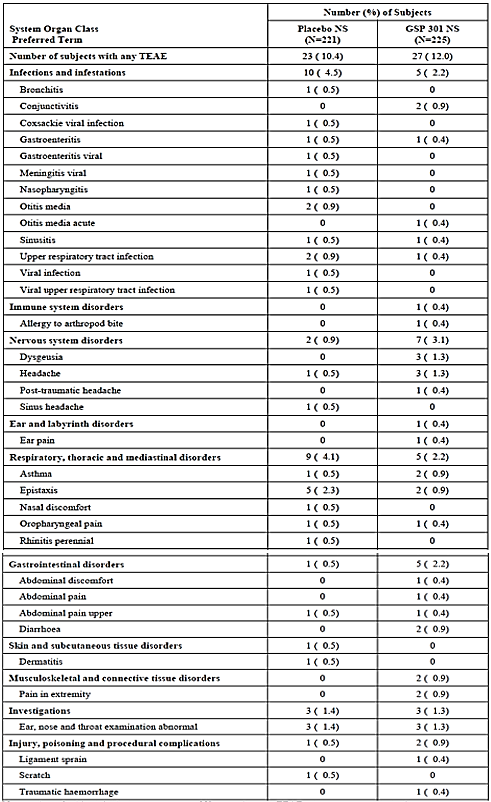 Number (%) of Subjects
System Organ Class
Preferred Term
Placebo NS
(N=221)
GSP 301 NS
(N=225)
Number of subjects with any TEAE 23 ( 10.4) 27 ( 12.0)
Infections and infestations 10 ( 4.5) 5 ( 2.2)
Bronchitis 1 ( 0.5) 0
Conjunctivitis 0 2 ( 0.9)
Coxsackie viral infection 1 ( 0.5) 0
Gastroenteritis 1 ( 0.5) 1 ( 0.4)
Gastroenteritis viral 1 ( 0.5) 0
Meningitis viral 1 ( 0.5) 0
Nasopharyngitis 1 ( 0.5) 0
Otitis media 2 ( 0.9) 0
Otitis media acute 0 1 ( 0.4)
Sinusitis 1 ( 0.5) 1 ( 0.4)
Upper respiratory tract infection 2 ( 0.9) 1 ( 0.4)
Viral infection 1 ( 0.5) 0
Viral upper respiratory tract infection 1 ( 0.5) 0
Immune system disorders 0 1 ( 0.4)
Allergy to arthropod bite 0 1 ( 0.4)
Nervous system disorders 2 ( 0.9) 7 ( 3.1)
Dysgeusia 0 3 ( 1.3)
Headache 1 ( 0.5) 3 ( 1.3)
Post-traumatic headache 0 1 ( 0.4)
Sinus headache 1 ( 0.5) 0
Ear and labyrinth disorders 0 1 ( 0.4)
Ear pain 0 1 ( 0.4)
Respiratory, thoracic and mediastinal disorders 9 ( 4.1) 5 ( 2.2)
Asthma 1 ( 0.5) 2 ( 0.9)
Epistaxis 5 ( 2.3) 2 ( 0.9)
Nasal discomfort 1 ( 0.5) 0
Oropharyngeal pain 1 ( 0.5) 1 ( 0.4)
Rhinitis perennial 1 ( 0.5) 0
Gastrointestinal disorders 1 ( 0.5) 5 ( 2.2)
Abdominal discomfort 0 1 ( 0.4)
Abdominal pain 0 1 ( 0.4)
Abdominal pain upper 1 ( 0.5) 1 ( 0.4)
Diarrhoea 0 2 ( 0.9)
Skin and subcutaneous tissue disorders 1 ( 0.5) 0
Dermatitis 1 ( 0.5) 0
Musculoskeletal and connective tissue disorders 0 2 ( 0.9)
Pain in extremity 0 2 ( 0.9)
Investigations 3 ( 1.4) 3 ( 1.3)
Ear, nose and throat examination abnormal 3 ( 1.4) 3 ( 1.3)
Injury, poisoning and procedural complications 1 ( 0.5) 2 ( 0.9)
Ligament sprain 0 1 ( 0.4)
Scratch 1 ( 0.5) 0
Traumatic haemorrhage 0 1 ( 0.4)